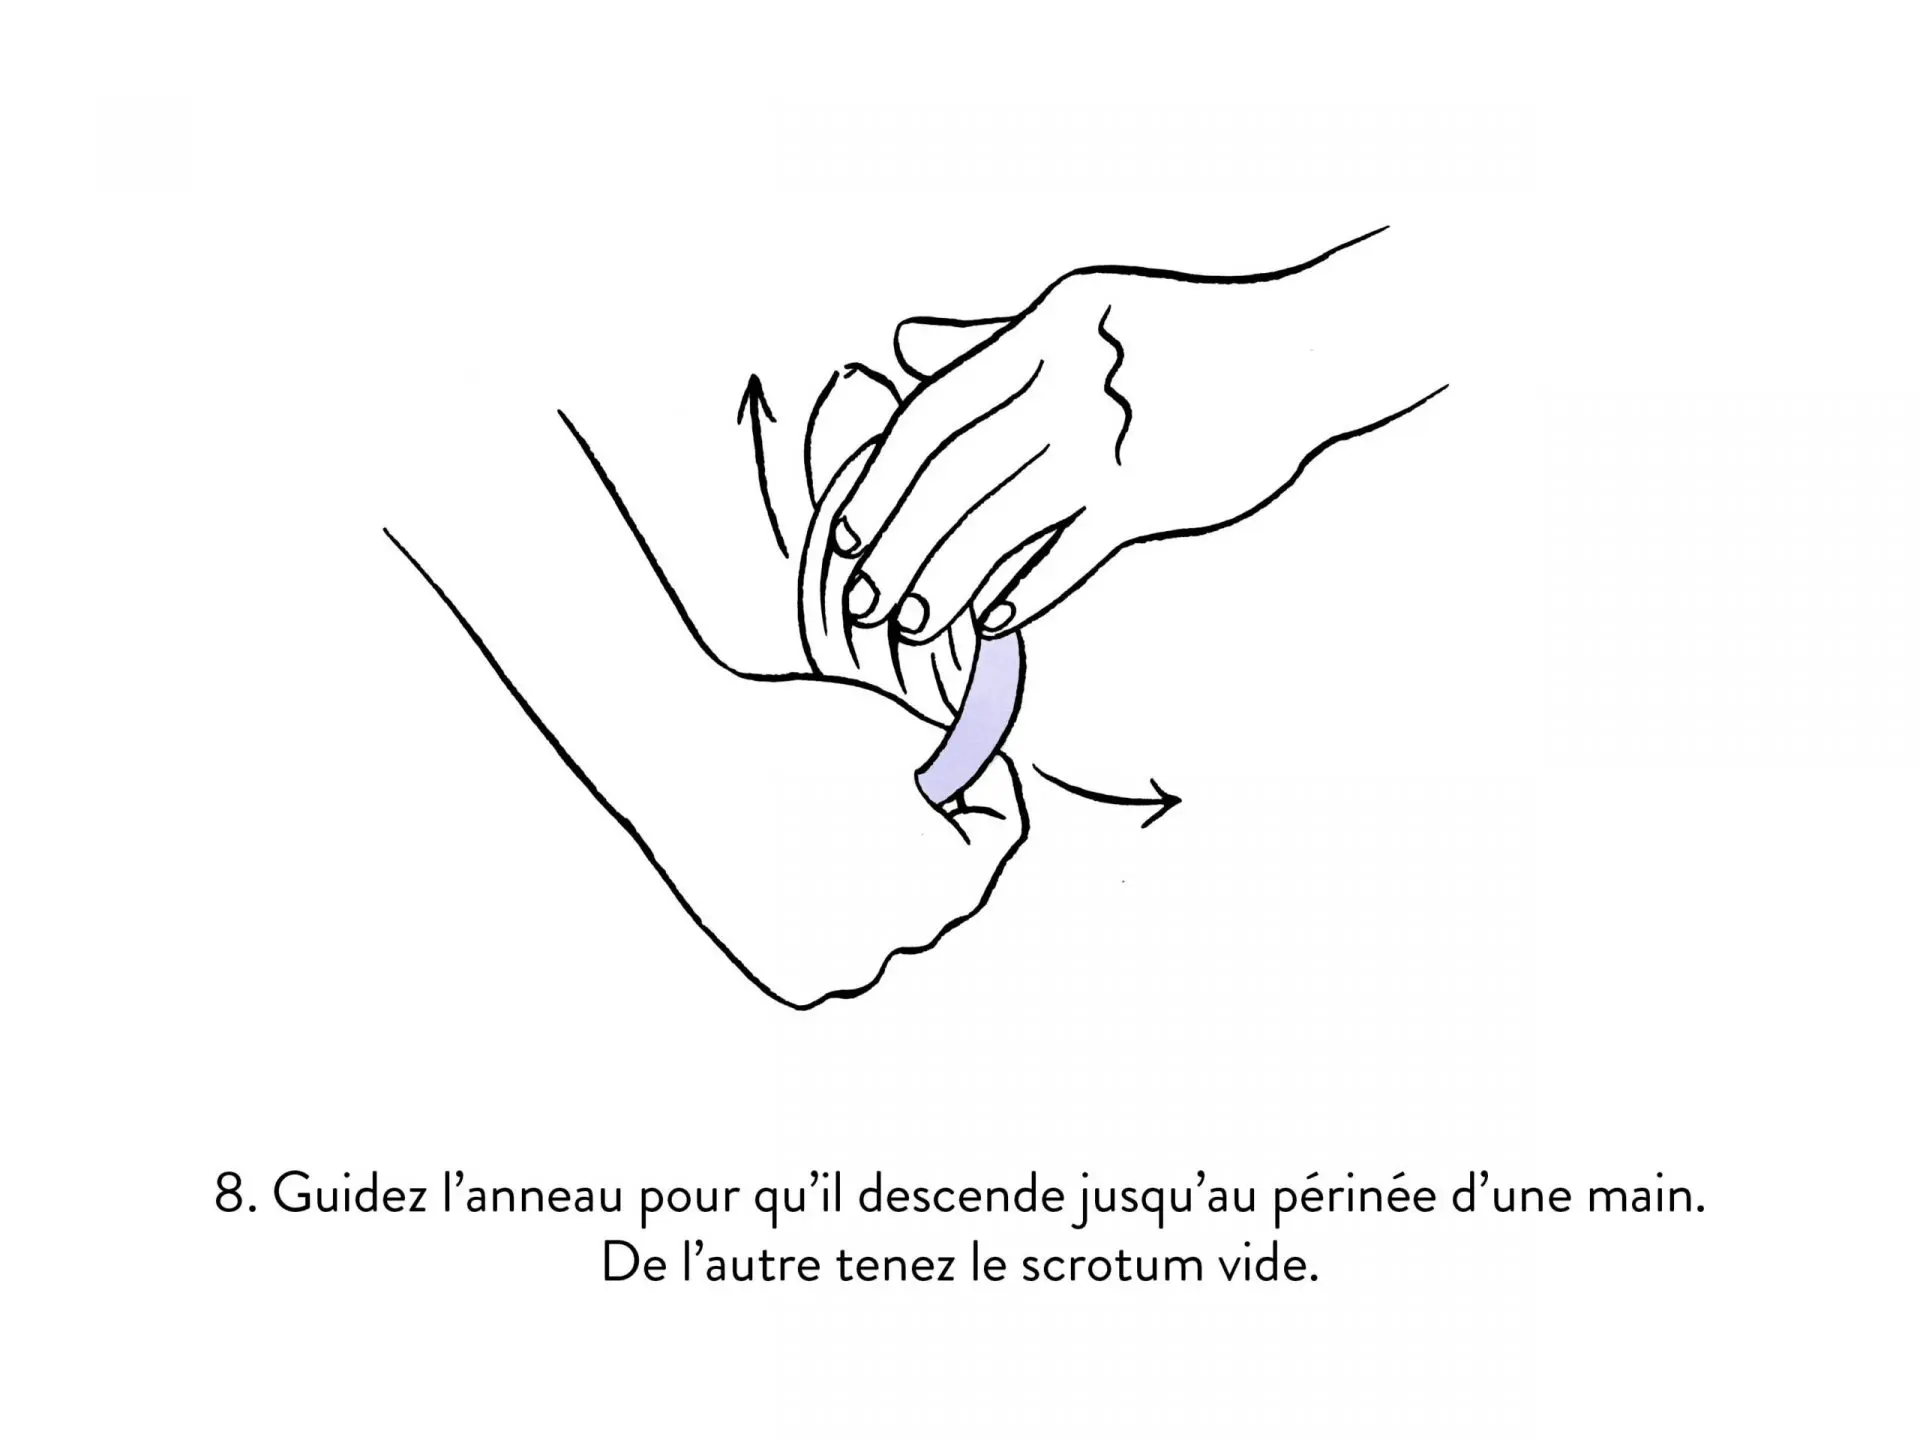 8. Guidez l’anneau pour qu’il descende jusqu’au périnée d’une main.
De l’autre tenez le scrotum vide.